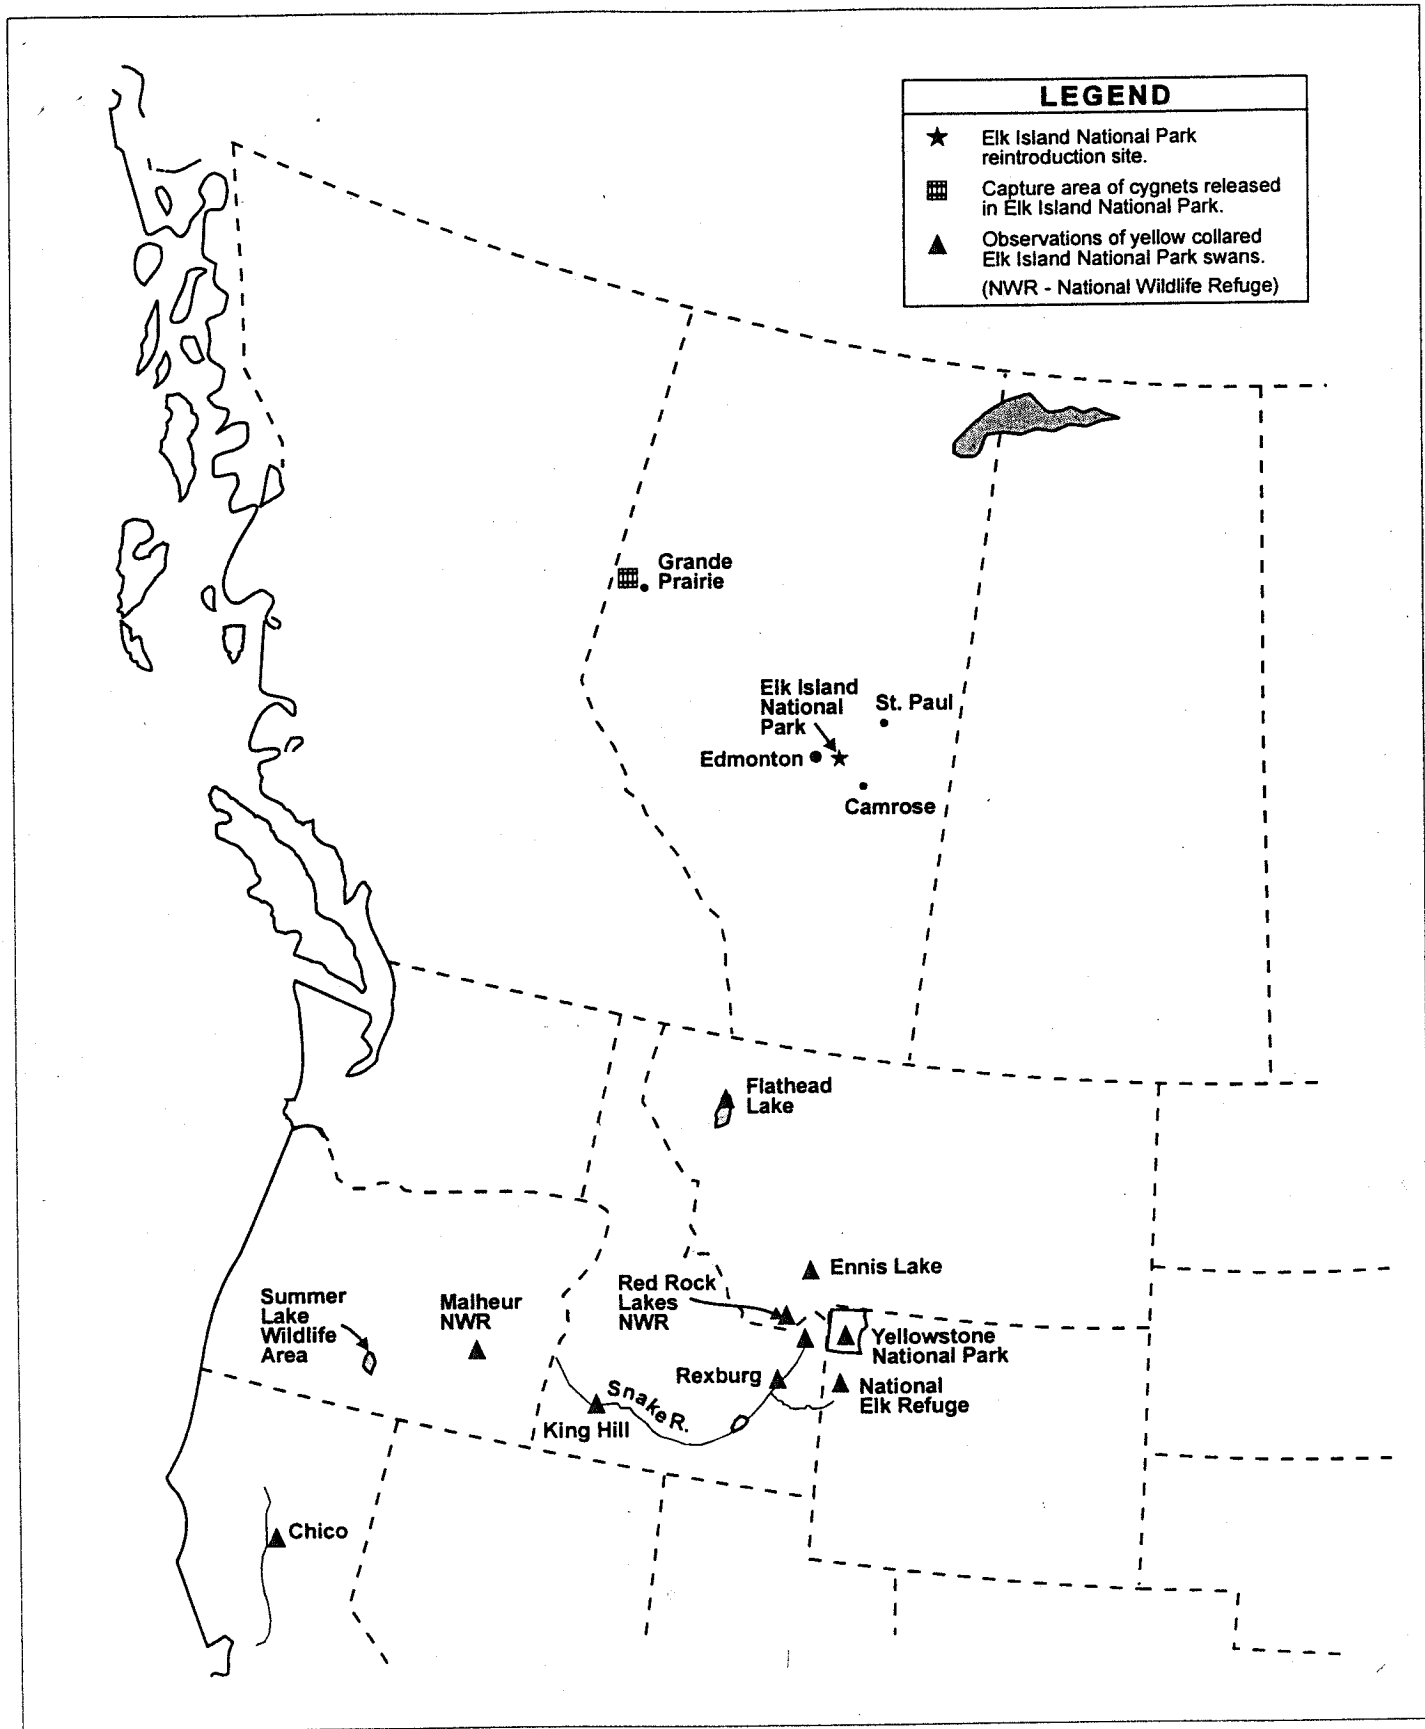 LEGEND
Elk Island National Park
reintroduction site.
Capture area of cygnets released
in Elk Island National Park.
Observations of yellow collared
Elk Island National Park swans.
(NWR - National Wildlife Refuge)
Grande
Prairie
Elk Island
National
Park
St. Paul
Edmonton
Camrose
Flathead
Lake
Ennis Lake
Red Rock
Lakes
NWR
Summer
Lake
Wildlife
Area
Malheur
NWR
Yellowstone
National Park
Rexburg
National
Elk Refuge
Snake R.
King Hill
Chico